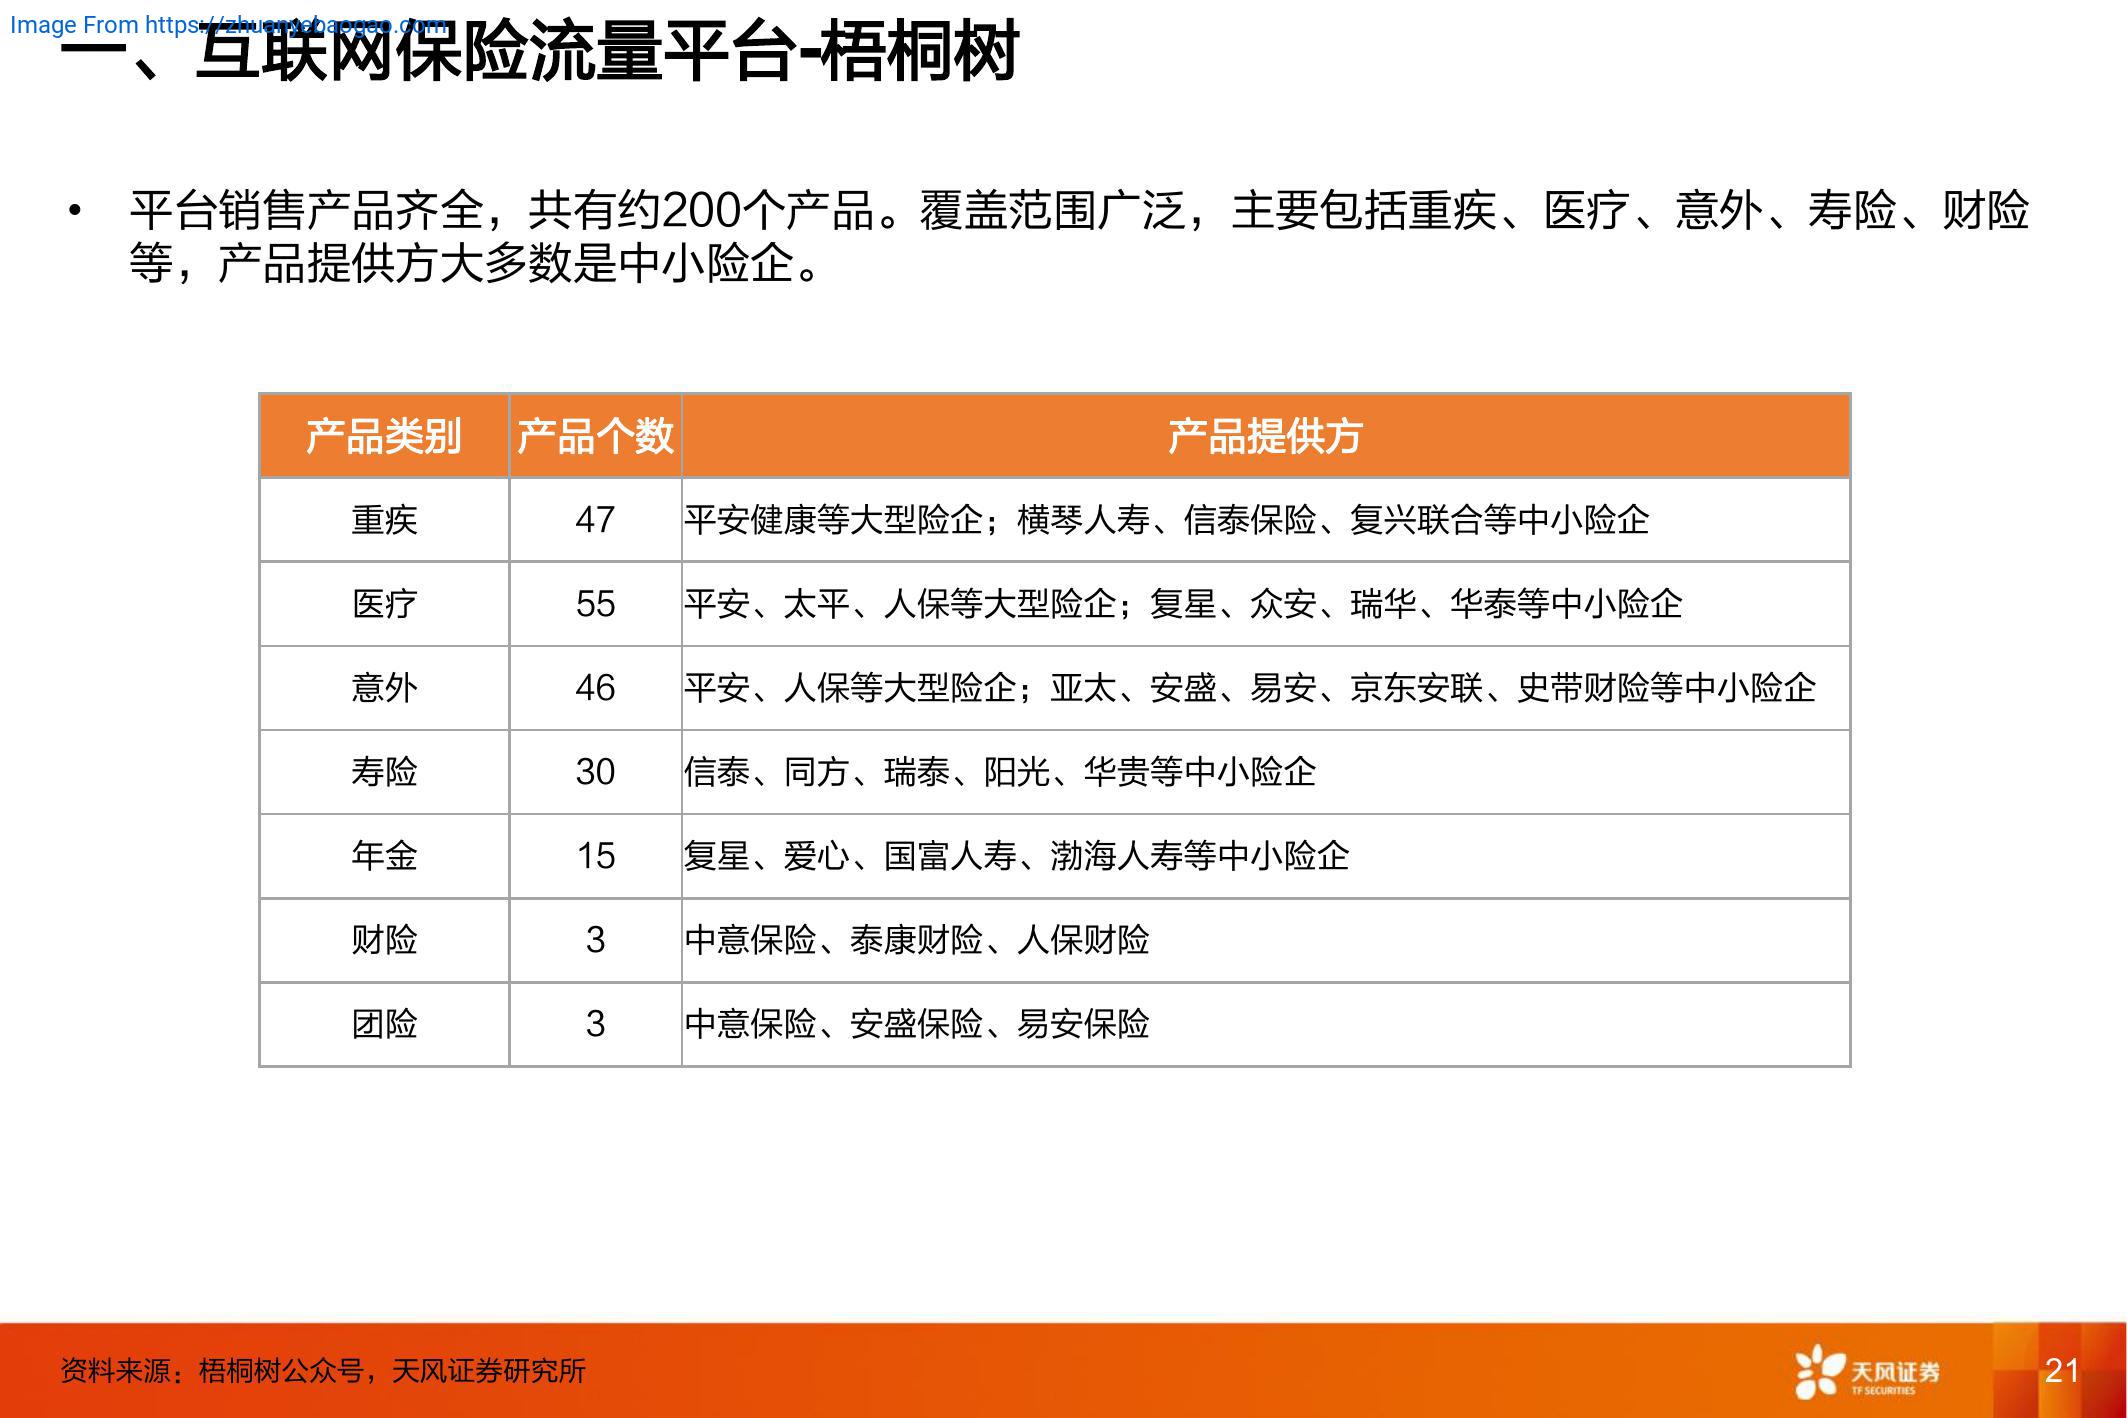 Image From https://zhuanyebaogao.com
一、互联网保险流量平台-梧桐树
• 平台销售产品齐全，共有约200个产品。覆盖范围广泛，主要包括重疾、医疗、意外、寿险、财险
等，产品提供方大多数是中小险企。
产品类别 产品个数 产品提供方
重疾 47 平安健康等大型险企；横琴人寿、信泰保险、复兴联合等中小险企
医疗 55 平安、太平、人保等大型险企；复星、众安、瑞华、华泰等中小险企
意外 46 平安、人保等大型险企；亚太、安盛、易安、京东安联、史带财险等中小险企
寿险 30 信泰、同方、瑞泰、阳光、华贵等中小险企
年金 15 复星、爱心、国富人寿、渤海人寿等中小险企
财险 3 中意保险、泰康财险、人保财险
团险 3 中意保险、安盛保险、易安保险
资料来源：梧桐树公众号，天风证券研究所
天风证券
TF SECURITIES
21